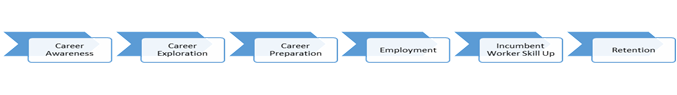 Career
Awareness
Career
Exploration
Career
Preparation
Employment
Incumbent
Worker Skill Up
Retention